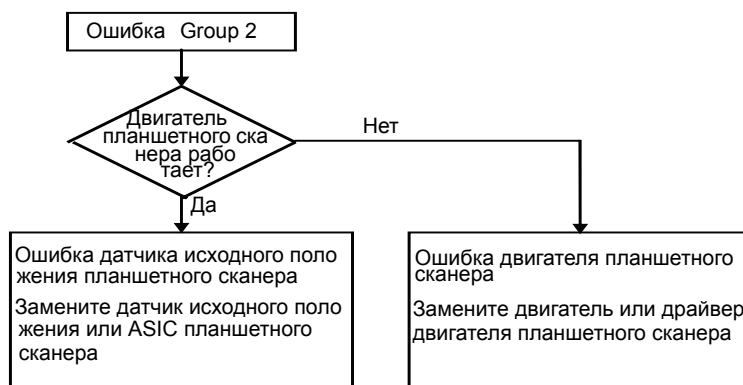 Ошибка Group 2
Двигатель
планшетного ска
нера рабо
тает?
Нет
Да
Ошибка датчика исходного поло
жения планшетного сканера
Замените датчик исходного поло
жения или ASIC планшетного
сканера
Ошибка двигателя планшетного
сканера
Замените двигатель или драйвер
двигателя планшетного сканера